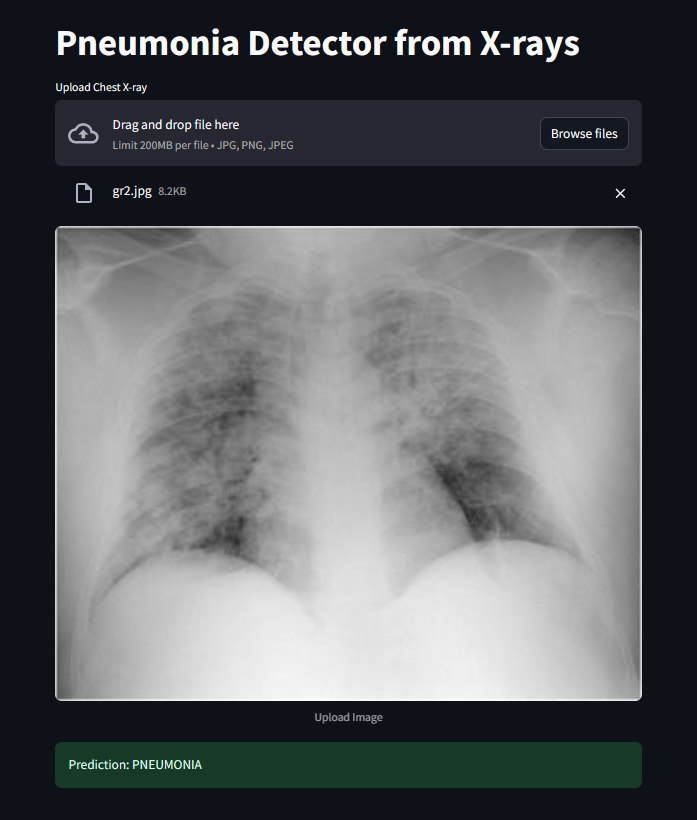 Pneumonia Detector from X-rays
Upload Chest X-ray
Drag and drop file here
Limit 200MB per file • JPG, PNG, JPEG
Browse files
gr2.jpg 8.2KB
Upload Image
Prediction: PNEUMONIA